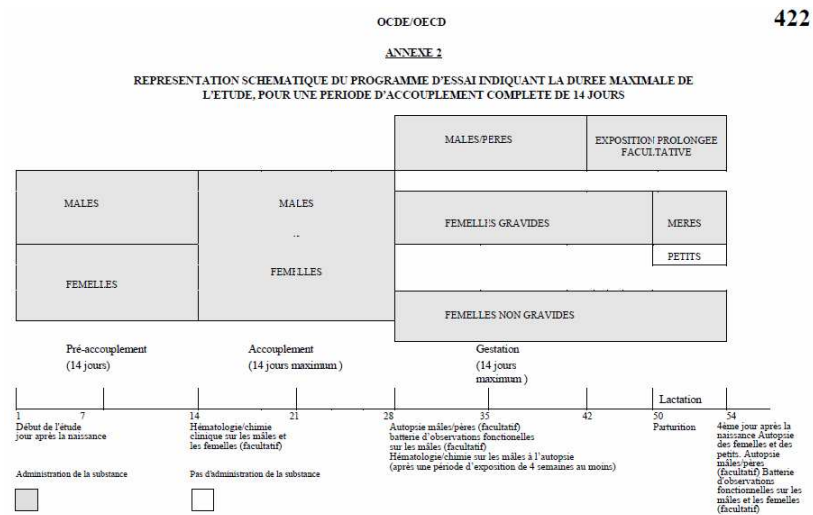 OCDE/OECD
422
ANNEXE 2
REPRESENTATION SCHEMATIQUE DU PROGRAMME D'ESSAI INDIQUANT LA DUREE MAXIMALE DE
L'ETUDE, POUR UNE PERIODE D'ACCOUPLEMENT COMPLETE DE 14 JOURS
MALES/PERES
EXPOSITION PROLONGEE
FACULTATIVE
MALES
MALES
FEMELLES GRAVIDES
MERES
PETITS
FEMELLES
FEMELLES
FEMELLES NON GRAVIDES
Pré-accouplement
(14 jours)
Accouplement
(14 jours maximum )
Gestation
(14 jours
maximum )
Lactation
1 7 14 21 28 35 42 50 54
Début de l'étude
jour après la naissance
Hématologie/chimie
clinique sur les mâles et
les femelles (facultatif)
Autopsie mâles/pères (facultatif)
batterie d'observations fonctionelles
sur les mâles (facultatif)
Hématologie/chimie sur les mâles à l'autopsie
(après une période d'exposition de 4 semaines au moins)
Parturition
4ème jour après la
naissance Autopsie
des femelles et des
petits. Autopsie
mâles/pères
(facultatif) Batterie
d'observations
fonctionelles sur les
mâles et les femelles
(facultatif)
Administration de la substance
Pas d'administration de la substance